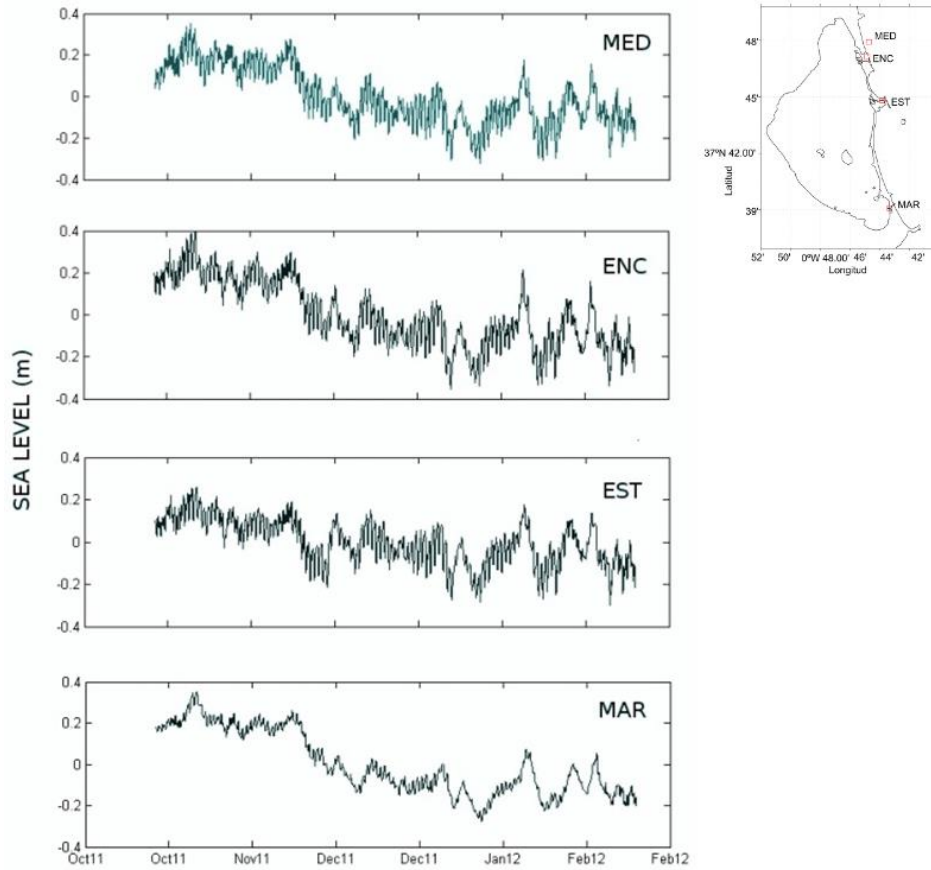 SEA LEVEL (m)
0.4
0.2
0
-0.2
-0.4
MED
0.4
0.2
0
-0.2
-0.4
ENC
0.4
0.2
0
-0.2
-0.4
EST
0.4
0.2
0
-0.2
-0.4
MAR
Oct11 Oct11 Nov11 Dec11 Dec11 Jan12 Feb12 Feb12
48'
45'
37ºN 42.00'
39'
Latitud
MED
ENC
EST
MAR
52' 50' 0ºW 48.00' 46' 44' 42'
Longitud